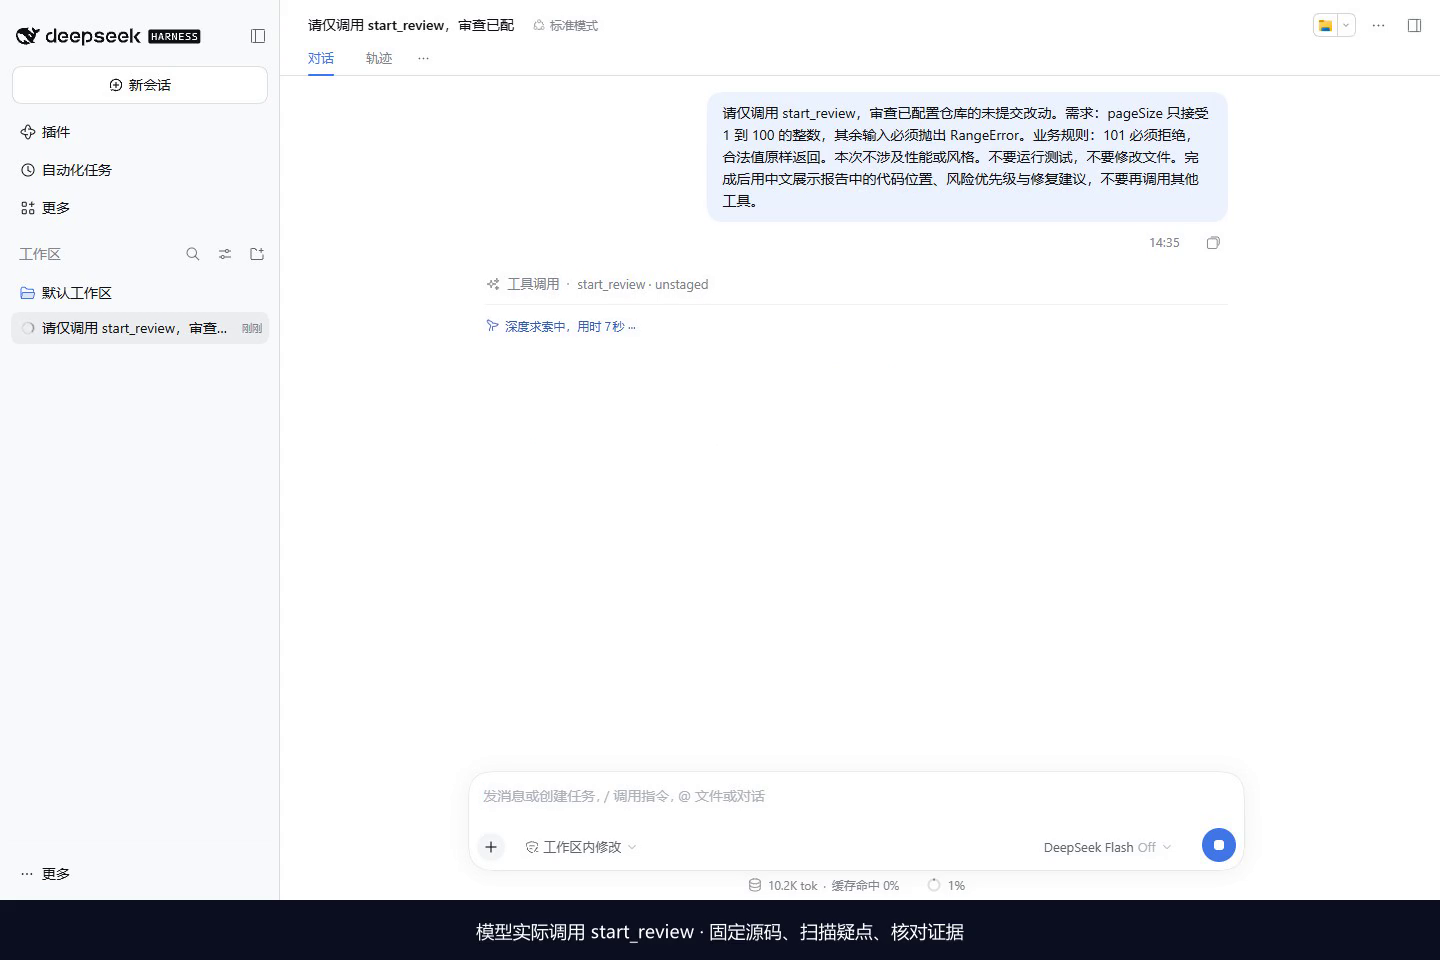 deepseek HARNESS
新会话
插件
自动化任务
更多
工作区
默认工作区
请仅调用 start_review，审查... 刚刚
更多
请仅调用 start_review，审查已配 标准模式
对话 轨迹 ···
请仅调用 start_review，审查已配置仓库的未提交改动。需求：pageSize 只接受
1 到 100 的整数，其余输入必须抛出 RangeError。业务规则：101 必须拒绝，
合法值原样返回。本次不涉及性能或风格。不要运行测试，不要修改文件。完
成后用中文展示报告中的代码位置、风险优先级与修复建议，不要再调用其他
工具。
14:35
工具调用 · start_review · unstaged
深度求索中，用时 7秒 ···
发消息或创建任务, / 调用指令, @ 文件或对话
工作区内修改 DeepSeek Flash Off
10.2K tok · 缓存命中 0% 1%
模型实际调用 start_review · 固定源码、扫描疑点、核对证据